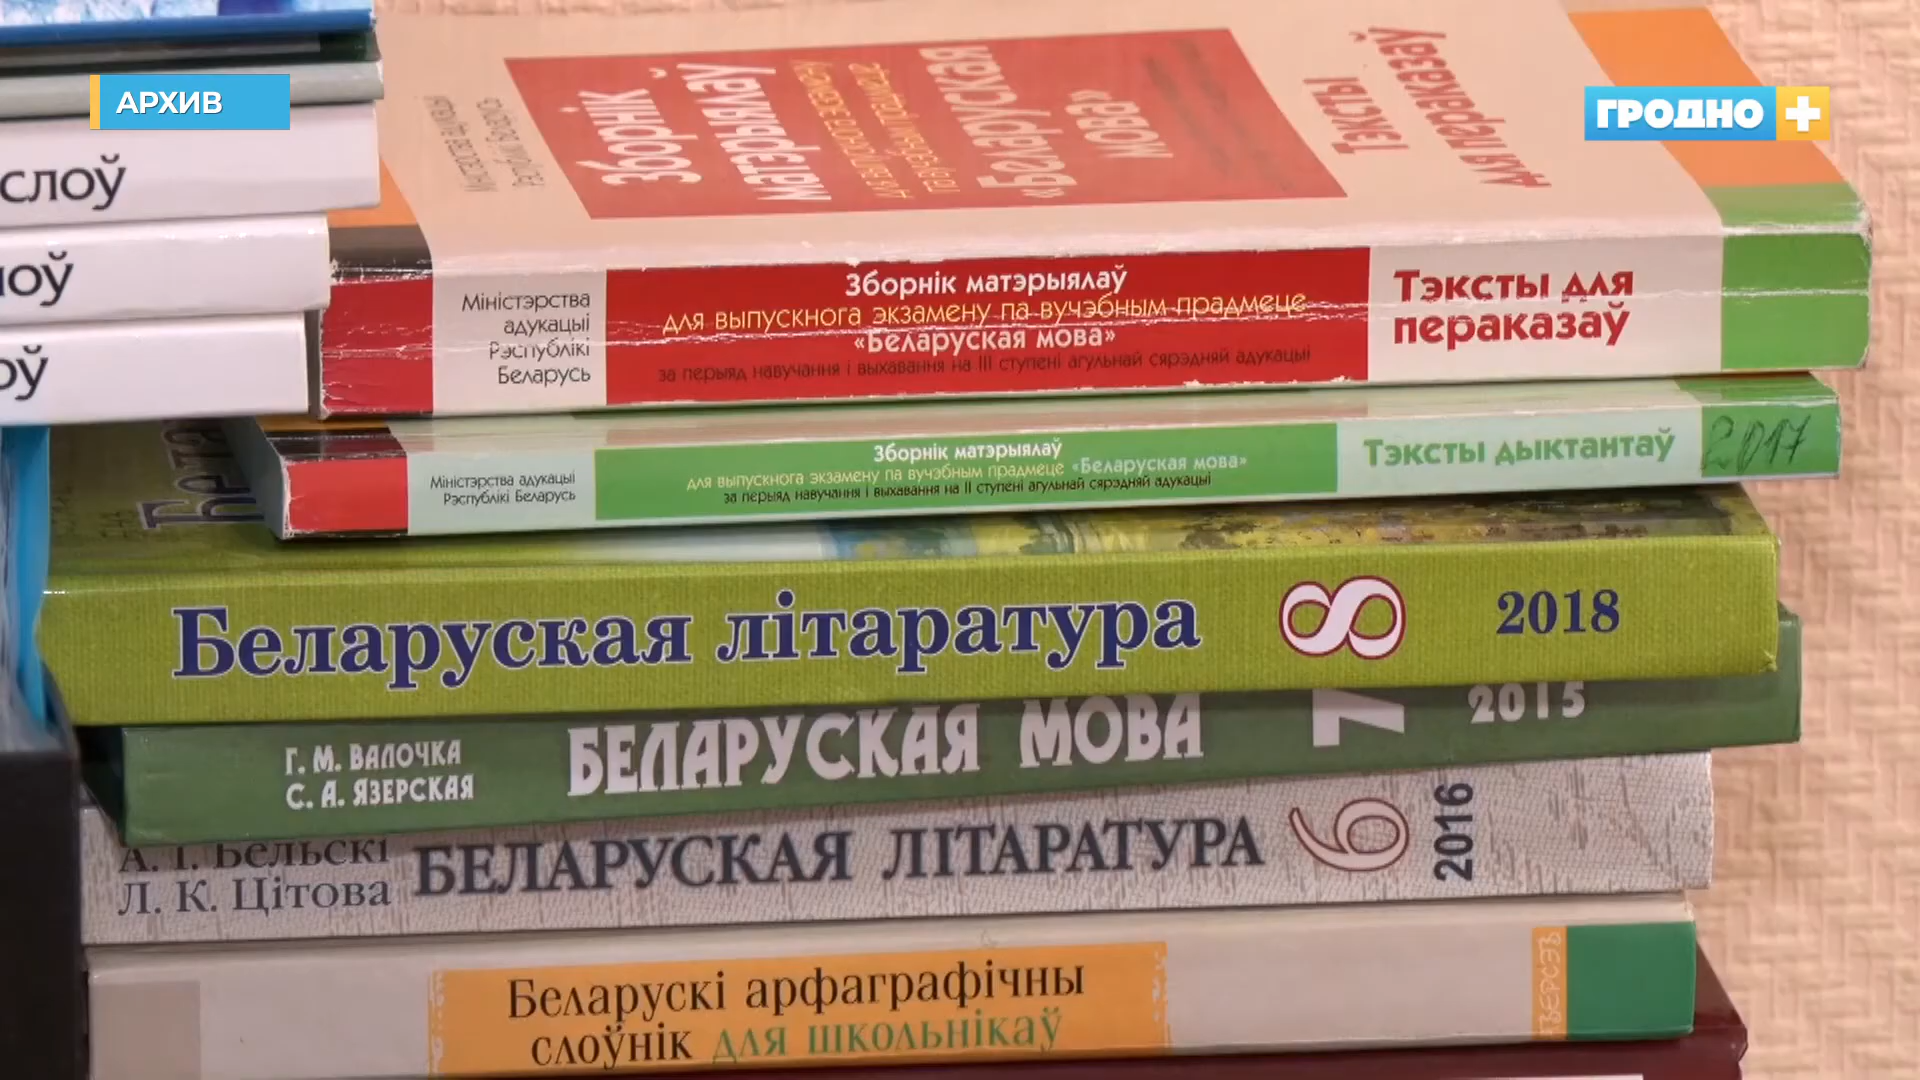 АРХИВ
ГРОДНО +
слоў
Зборнік
матэрыялаў
«Беларуская
мова»
Тэксты
для пераказаў
Міністэрства
адукацыі
Рэспублікі
Беларусь
Зборнік матэрыялаў
для выпускнога экзамену па вучэбным прадмеце
«Беларуская мова»
за перыяд навучання і выхавання на III ступені агульнай сярэдняй адукацыі
Тэксты для
пераказаў
Міністэрства адукацыі
Рэспублікі Беларусь
Зборнік матэрыялаў
для выпускнога экзамену па вучэбным прадмеце «Беларуская мова»
за перыяд навучання і выхавання на II ступені агульнай сярэдняй адукацыі
Тэксты дыктантаў
2017
Беларуская літаратура 8 2018
Г. М. ВАЛОЧКА
С. А. ЯЗЕРСКАЯ
БЕЛАРУСКАЯ МОВА 7 2015
А. І. Бельскі
Л. К. Цітова
БЕЛАРУСКАЯ ЛІТАРАТУРА 6 2016
Беларускі арфаграфічны
слоўнік для школьнікаў